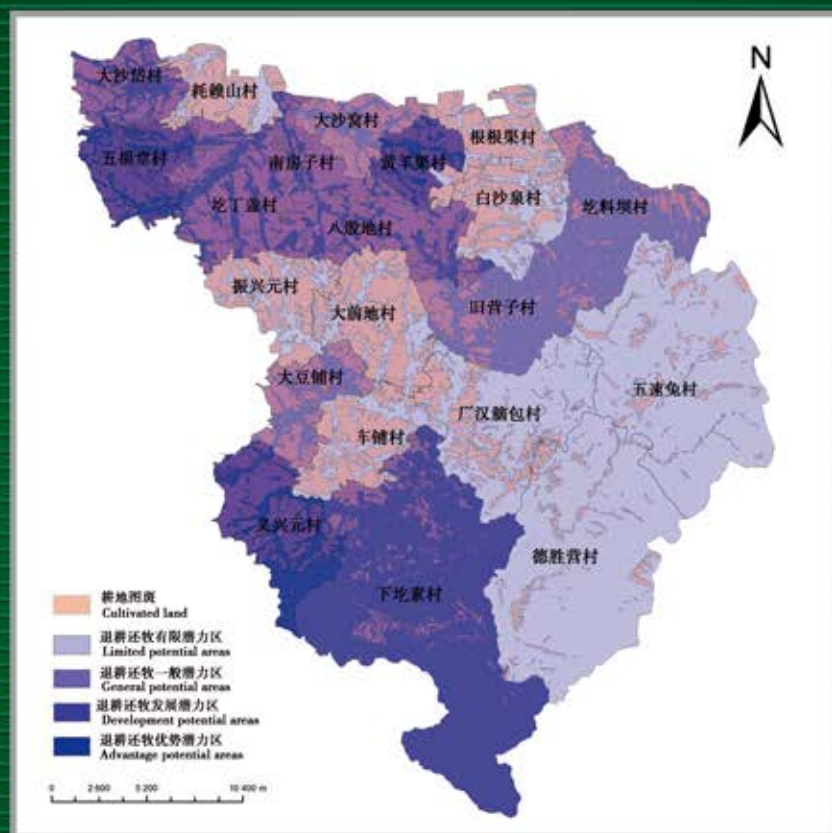 N
大沙岱村
耗赖山村
大沙窝村
根根渠村
五根堂村
南房子村
黄羊渠村
白沙泉村
圪丁盖村
圪料坝村
八股地村
振兴元村
大前地村
旧营子村
大豆铺村
五速兔村
厂汉脑包村
车铺村
义兴元村
德胜营村
下圪素村
耕地图斑
Cultivated land
退耕还牧有限潜力区
Limited potential areas
退耕还牧一般潜力区
General potential areas
退耕还牧发展潜力区
Development potential areas
退耕还牧优势潜力区
Advantage potential areas
0 2 600 5 200 10 400 m